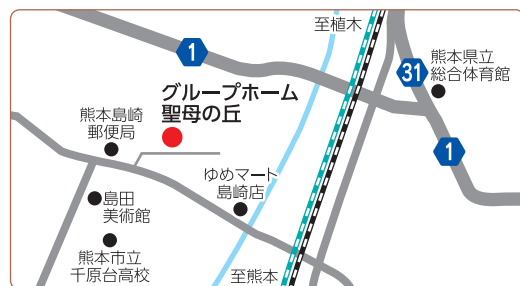 至植木
1
31
熊本県立
総合体育館
グループホーム
聖母の丘
熊本島崎
郵便局
1
ゆめマート
島崎店
島田
美術館
熊本市立
千原台高校
至熊本